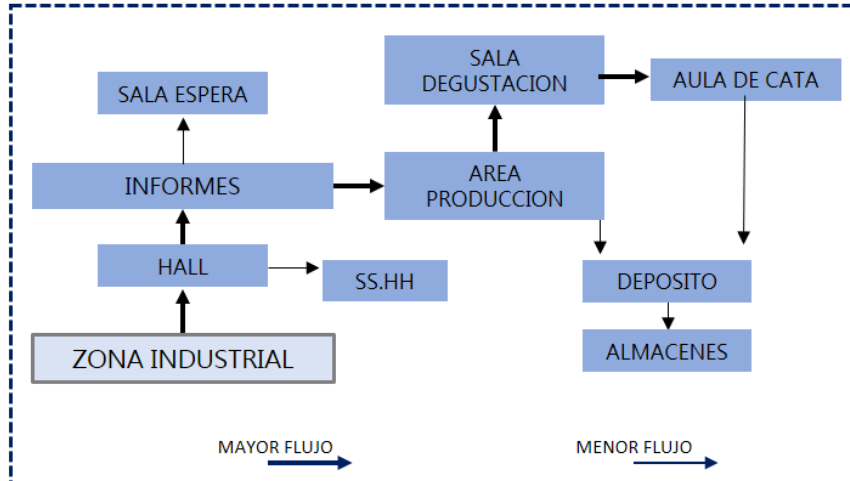 SALA
DEGUSTACION
AULA DE CATA
SALA ESPERA
INFORMES
AREA
PRODUCCION
HALL
SS.HH
DEPOSITO
ZONA INDUSTRIAL
ALMACENES
MAYOR FLUJO
MENOR FLUJO